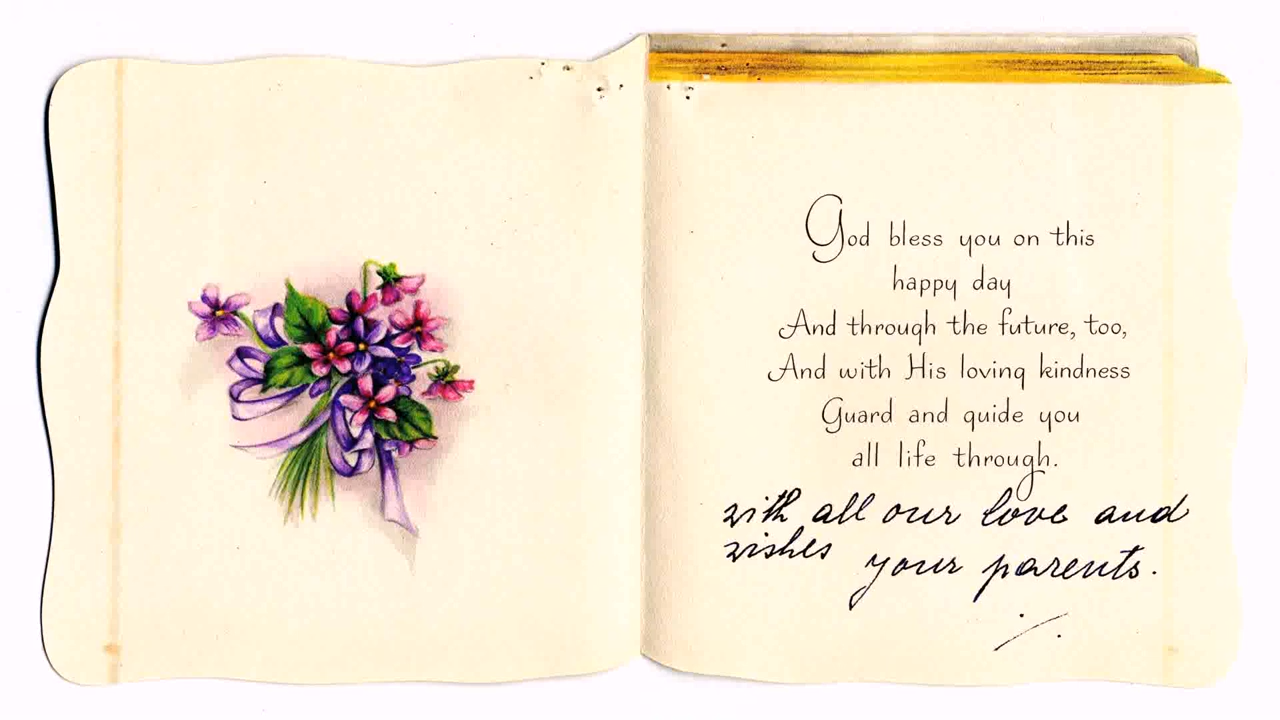 God bless you on this
happy day
And through the future, too,
And with His loving kindness
Guard and guide you
all life through.
with all our love and
wishes your parents.